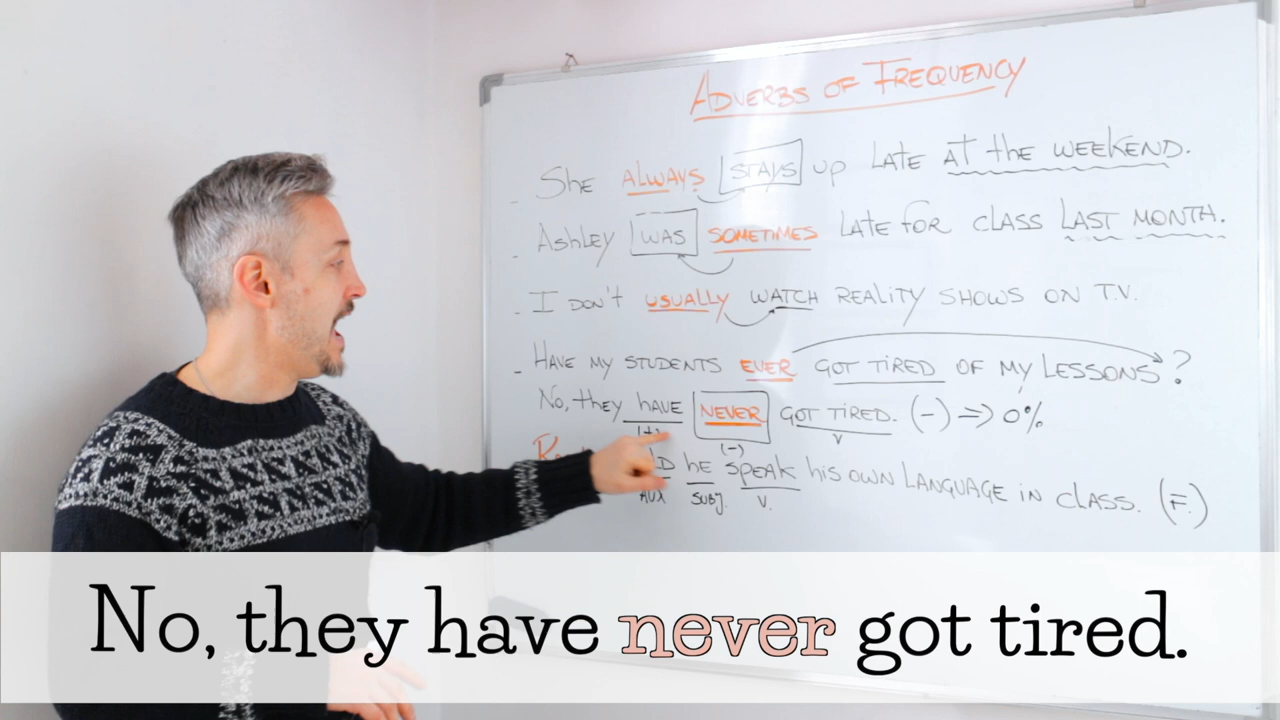 ADVERBS OF FREQUENCY
- She ALWAYS STAYS UP LATE AT the WEEKEND.
- Ashley WAS SOMETIMES LATE FOR CLASS LAST MONTH.
- I DON'T USUALLY WATCH REALITY SHOWS ON T.V.
- HAVE MY STUDENTS EVER GOT TIRED OF MY LESSONS?
No, they have NEVER GOT TIRED. (-) => 0%
(+) V
(-)
HE SPEAK his OWN LANGUAGE IN CLASS. (F.)
AUX SUBJ. V.
No, they have never got tired.